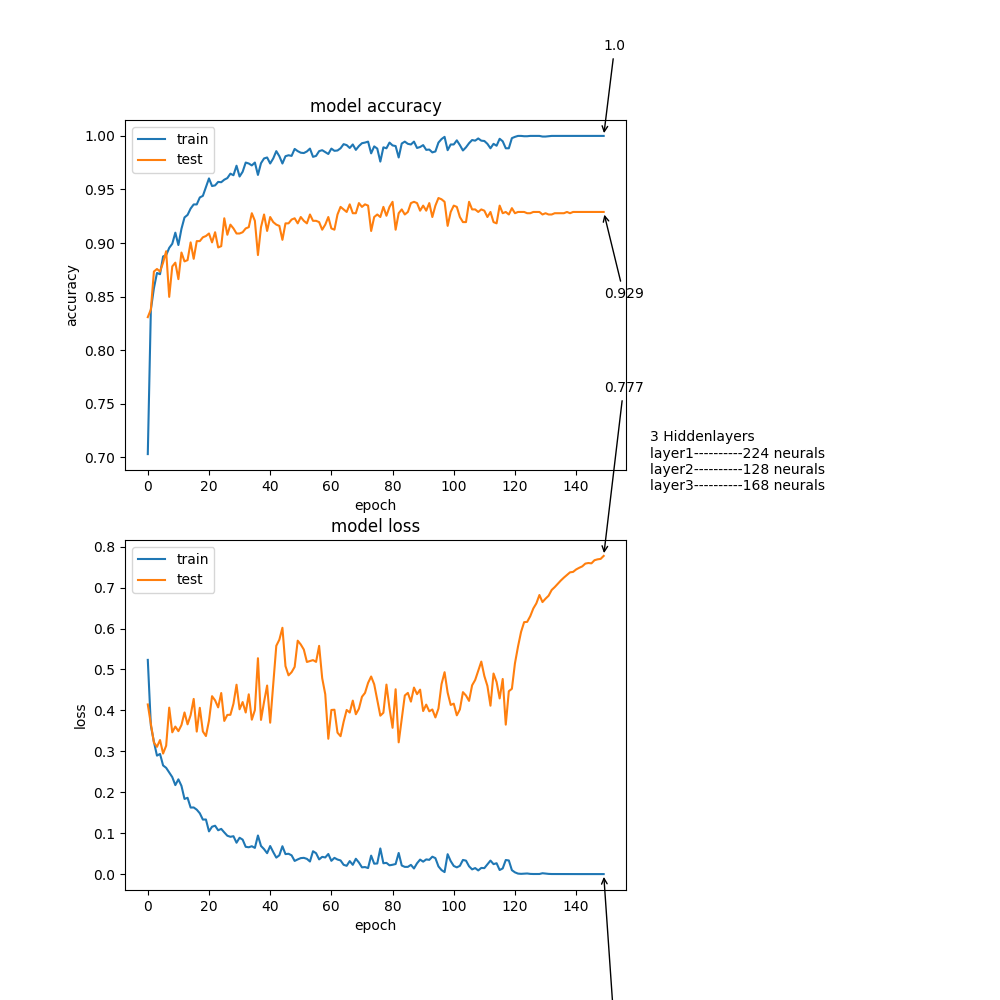 1.0
model accuracy
train
test
1.00
0.95
0.90
0.85
0.80
0.75
0.70
accuracy
0.929
0.777
0 20 40 60 80 100 120 140
epoch
3 Hiddenlayers
layer1----------224 neurals
layer2----------128 neurals
layer3----------168 neurals
model loss
train
test
0.8
0.7
0.6
0.5
0.4
0.3
0.2
0.1
0.0
loss
0 20 40 60 80 100 120 140
epoch